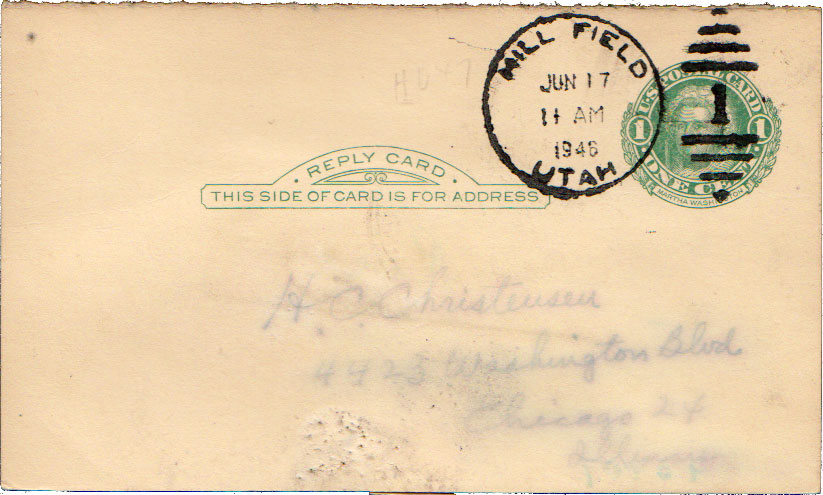 MILL FIELD
JUN 17
11 AM
1946
UTAH
U.S. POSTAL CARD
1 1 1
ONE CENT
MARTHA WASHINGTON
REPLY CARD
THIS SIDE OF CARD IS FOR ADDRESS
H. C. Christensen
4423 Washington Blvd
Chicago 24
Illinois